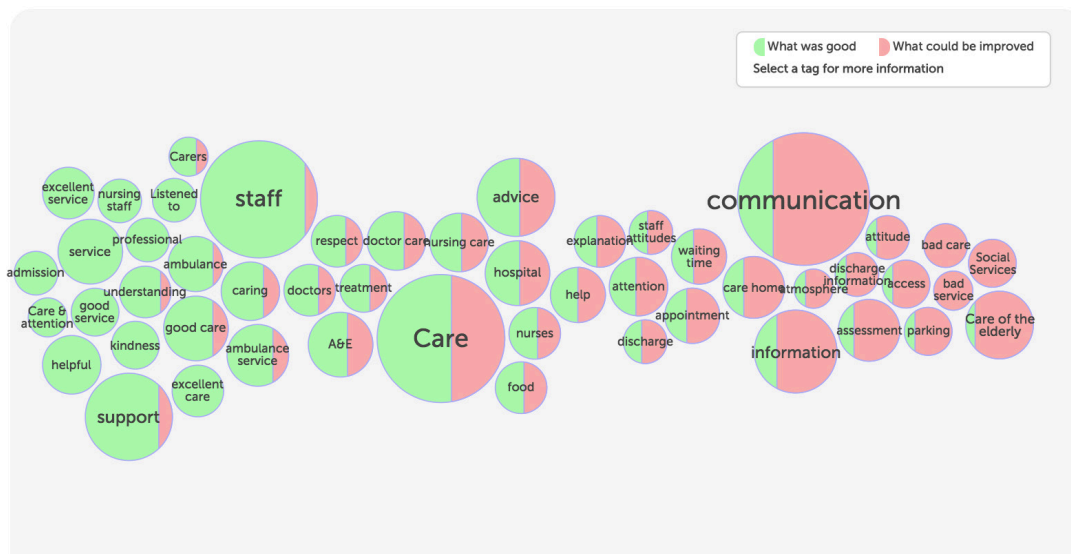 What was good
What could be improved
Select a tag for more information
Carers
excellent
service
nursing
staff
Listened
to
staff
advice
communication
service
professional
ambulance
respect
doctor care
nursing care
explanation
staff
attitudes
waiting
time
attitude
bad care
Social
Services
admission
understanding
caring
doctors
treatment
hospital
help
attention
care home
atmosphere
discharge
information
access
bad
service
Care &
attention
good
service
good care
kindness
ambulance
service
A&E
Care
nurses
discharge
appointment
information
assessment
parking
Care of the
elderly
helpful
excellent
care
support
food